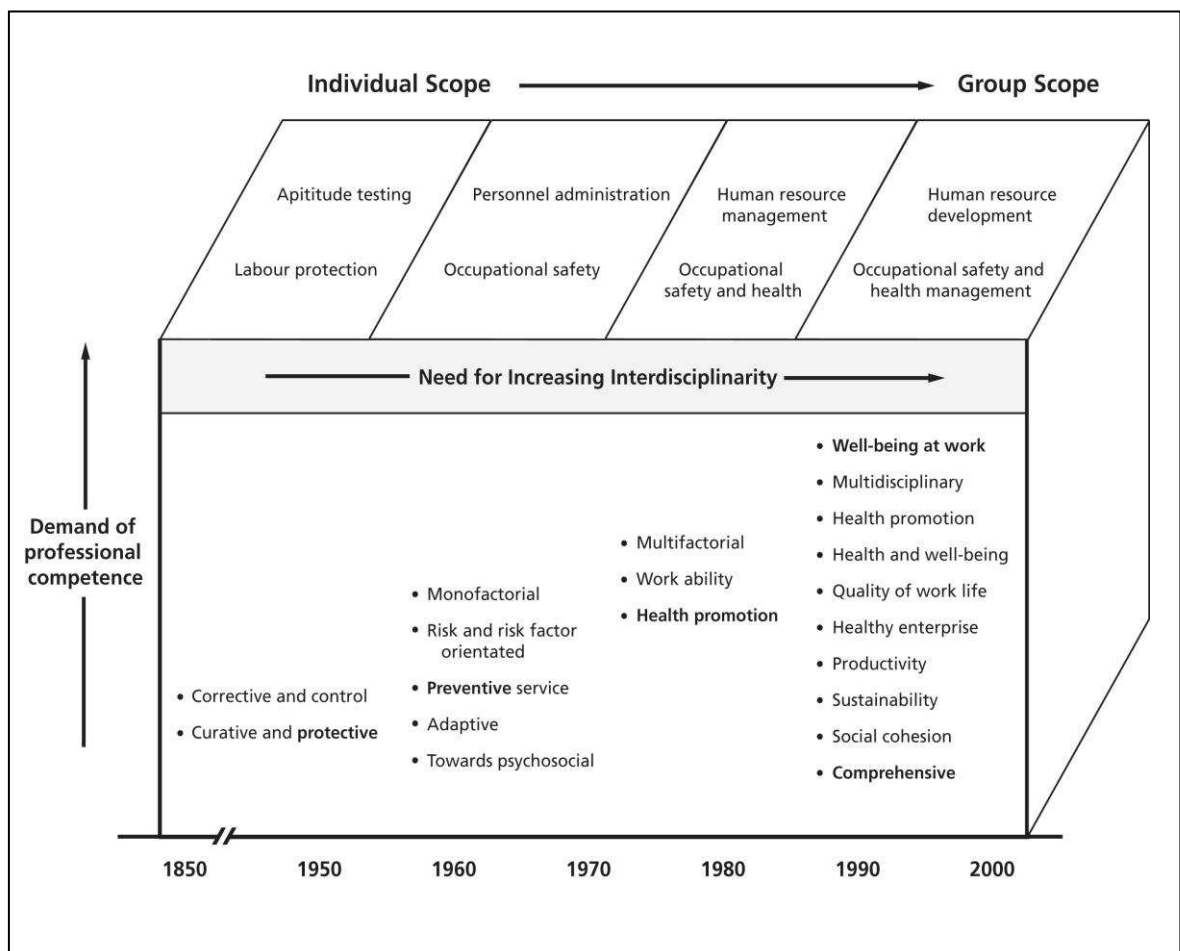 Individual Scope
Group Scope
Apititude testing
Personnel administration
Human resource
management
Human resource
development
Labour protection
Occupational safety
Occupational
safety and health
Occupational safety and
health management
Need for Increasing Interdisciplinarity
Demand of
professional
competence
• Corrective and control
• Curative and protective
• Monofactorial
• Risk and risk factor
orientated
• Preventive service
• Adaptive
• Towards psychosocial
• Multifactorial
• Work ability
• Health promotion
• Well-being at work
• Multidisciplinary
• Health promotion
• Health and well-being
• Quality of work life
• Healthy enterprise
• Productivity
• Sustainability
• Social cohesion
• Comprehensive
1850 1950 1960 1970 1980 1990 2000